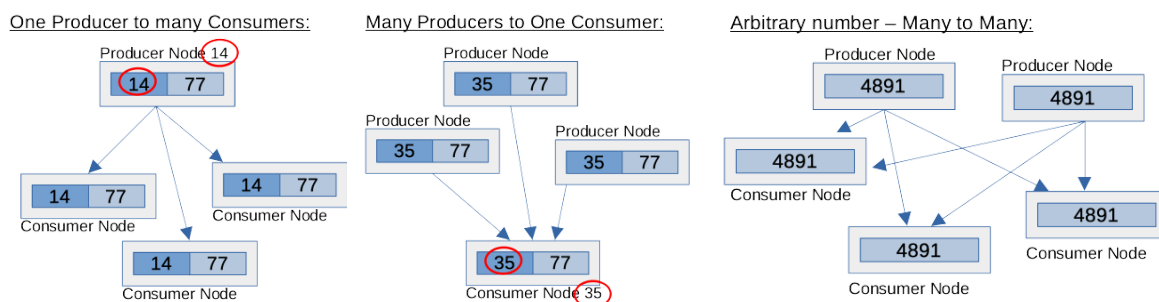 One Producer to many Consumers:
Producer Node 14
14 77
14 77
Consumer Node
14 77
Consumer Node
14 77
Consumer Node
Many Producers to One Consumer:
Producer Node
35 77
Producer Node
35 77
Producer Node
35 77
35 77
Consumer Node 35
Arbitrary number – Many to Many:
Producer Node
4891
Producer Node
4891
4891
Consumer Node
4891
Consumer Node
4891
Consumer Node